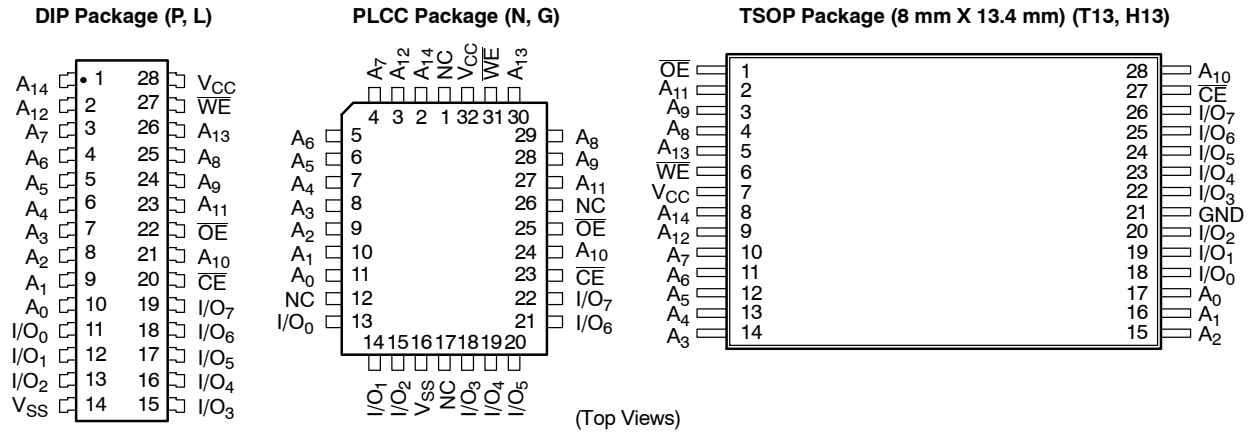 DIP Package (P, L)
A14 1 28 VCC
A12 2 27 WE
A7 3 26 A13
A6 4 25 A8
A5 5 24 A9
A4 6 23 A11
A3 7 22 OE
A2 8 21 A10
A1 9 20 CE
A0 10 19 I/O7
I/O0 11 18 I/O6
I/O1 12 17 I/O5
I/O2 13 16 I/O4
VSS 14 15 I/O3
PLCC Package (N, G)
A7 A12 A14 NC VCC WE A13
4 3 2 1 32 31 30
A6 5 29 A8
A5 6 28 A9
A4 7 27 A11
A3 8 26 NC
A2 9 25 OE
A1 10 24 A10
A0 11 23 CE
NC 12 22 I/O7
I/O0 13 21 I/O6
14 15 16 17 18 19 20
I/O1 I/O2 VSS NC I/O3 I/O4 I/O5
TSOP Package (8 mm X 13.4 mm) (T13, H13)
OE 1 28 A10
A11 2 27 CE
A9 3 26 I/O7
A8 4 25 I/O6
A13 5 24 I/O5
WE 6 23 I/O4
VCC 7 22 I/O3
A14 8 21 GND
A12 9 20 I/O2
A7 10 19 I/O1
A6 11 18 I/O0
A5 12 17 A0
A4 13 16 A1
A3 14 15 A2
(Top Views)